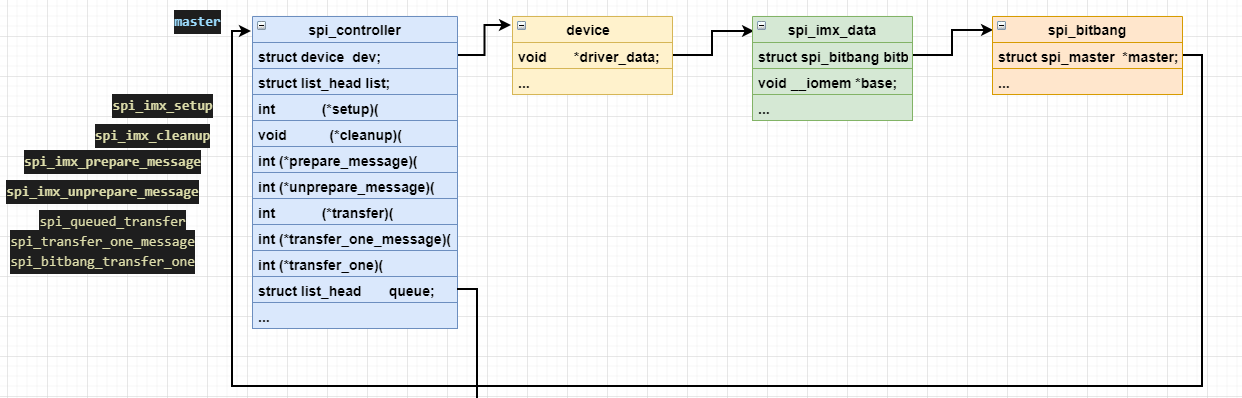 master
spi_controller
device
spi_imx_data
spi_bitbang
struct device  dev;
void       *driver_data;
struct spi_bitbang bitb
struct spi_master  *master;
struct list_head list;
...
void __iomem *base;
...
spi_imx_setup
int            (*setup)(
...
spi_imx_cleanup
void           (*cleanup)(
spi_imx_prepare_message
int (*prepare_message)(
spi_imx_unprepare_message
int (*unprepare_message)(
spi_queued_transfer
int            (*transfer)(
spi_transfer_one_message
int (*transfer_one_message)(
spi_bitbang_transfer_one
int (*transfer_one)(
struct list_head       queue;
...